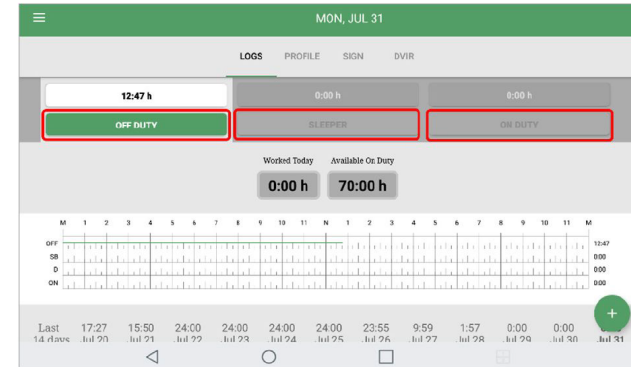 MON, JUL 31
LOGS PROFILE SIGN DVIR
12:47 h 0:00 h 0:00 h
OFF DUTY SLEEPER ON DUTY
Worked Today Available On Duty
0:00 h 70:00 h
M 1 2 3 4 5 6 7 8 9 10 11 N 1 2 3 4 5 6 7 8 9 10 11 M
OFF 12:47
SB 0:00
D 0:00
ON 0:00
+
Last 17:27 15:50 24:00 24:00 24:00 24:00 23:55 9:59 1:57 0:00 0:00
14 days Jul 20 Jul 21 Jul 22 Jul 23 Jul 24 Jul 25 Jul 26 Jul 27 Jul 28 Jul 29 Jul 30 Jul 31